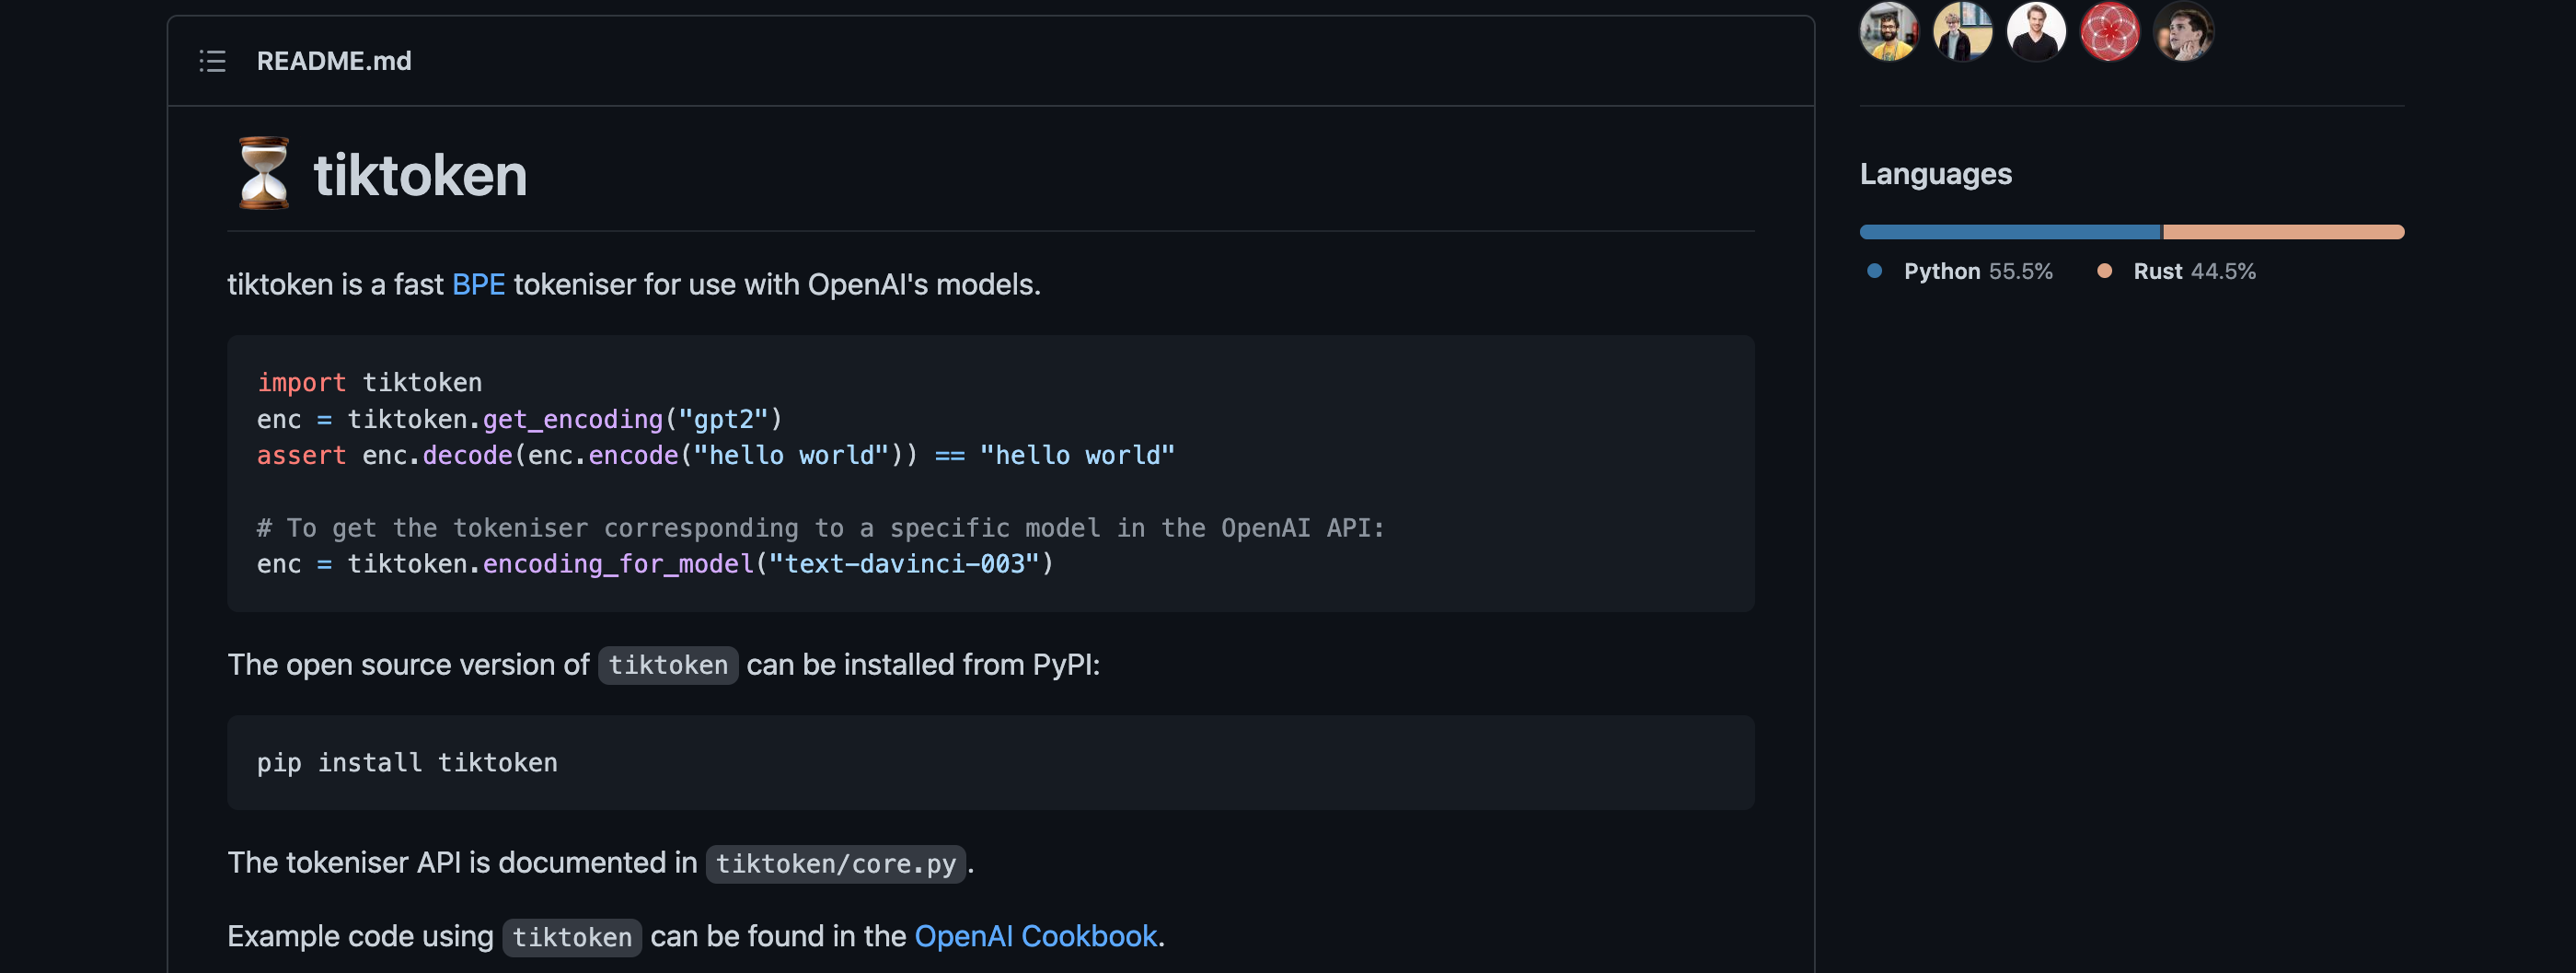 README.md
tiktoken
tiktoken is a fast BPE tokeniser for use with OpenAI's models.
import tiktoken
enc = tiktoken.get_encoding("gpt2")
assert enc.decode(enc.encode("hello world")) == "hello world"
# To get the tokeniser corresponding to a specific model in the OpenAI API:
enc = tiktoken.encoding_for_model("text-davinci-003")
The open source version of tiktoken can be installed from PyPI:
pip install tiktoken
The tokeniser API is documented in tiktoken/core.py.
Example code using tiktoken can be found in the OpenAI Cookbook.
Languages
Python 55.5% Rust 44.5%